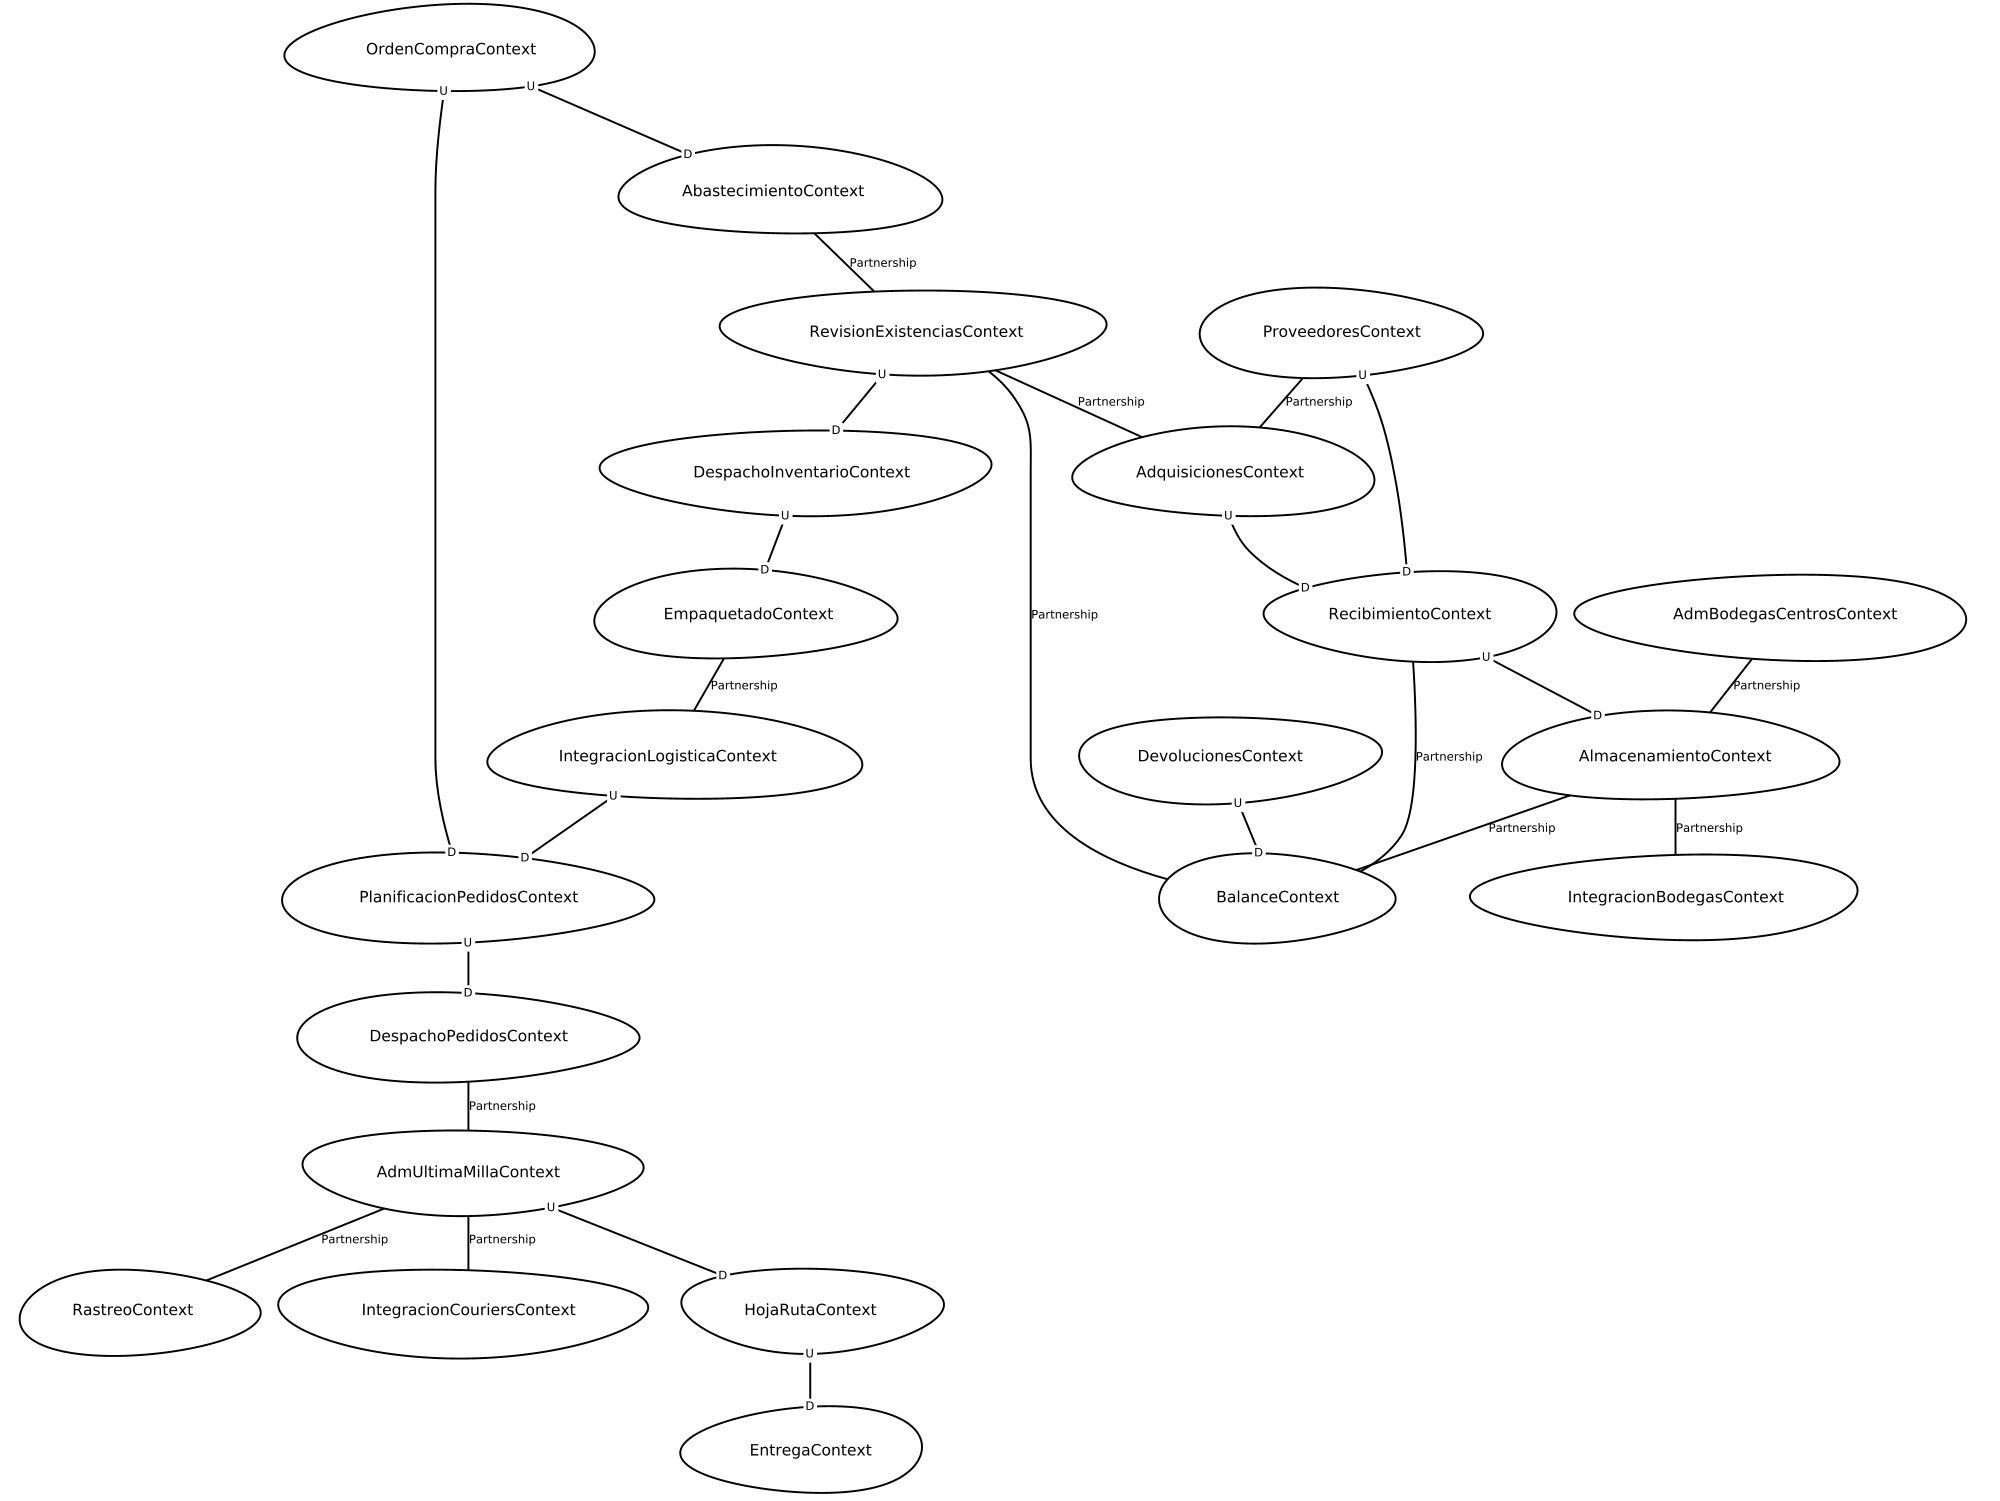 OrdenCompraContext
U
U
D
AbastecimientoContext
Partnership
RevisionExistenciasContext
ProveedoresContext
U
U
Partnership
Partnership
D
DespachoInventarioContext
AdquisicionesContext
U
U
D
D
D
EmpaquetadoContext
Partnership
RecibimientoContext
AdmBodegasCentrosContext
U
Partnership
Partnership
D
IntegracionLogisticaContext
DevolucionesContext
Partnership
AlmacenamientoContext
U
U
Partnership
Partnership
D
D
D
PlanificacionPedidosContext
BalanceContext
IntegracionBodegasContext
U
D
DespachoPedidosContext
Partnership
AdmUltimaMillaContext
U
Partnership
Partnership
D
RastreoContext
IntegracionCouriersContext
HojaRutaContext
U
D
EntregaContext